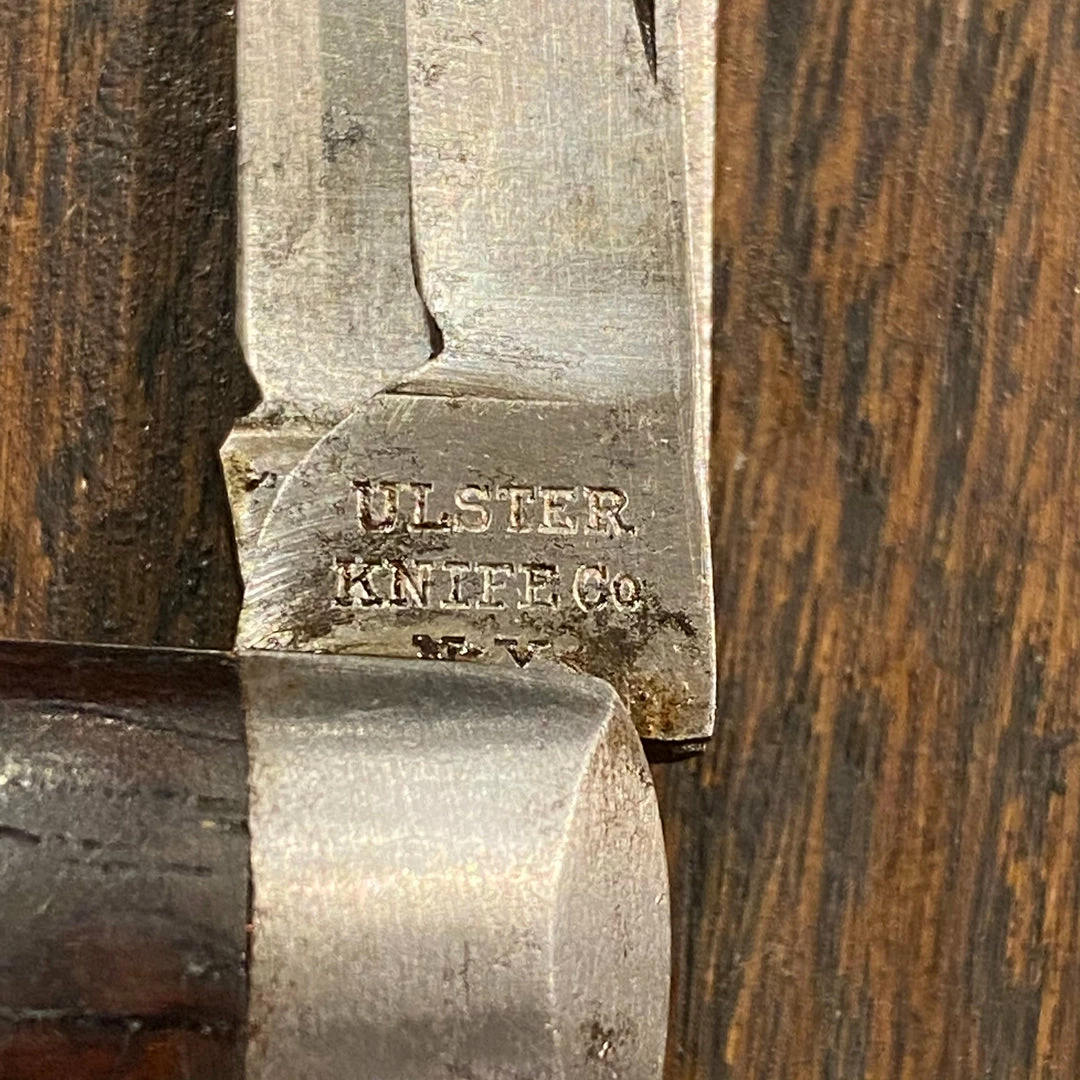 ULSTER
KNIFE Co
N.Y.